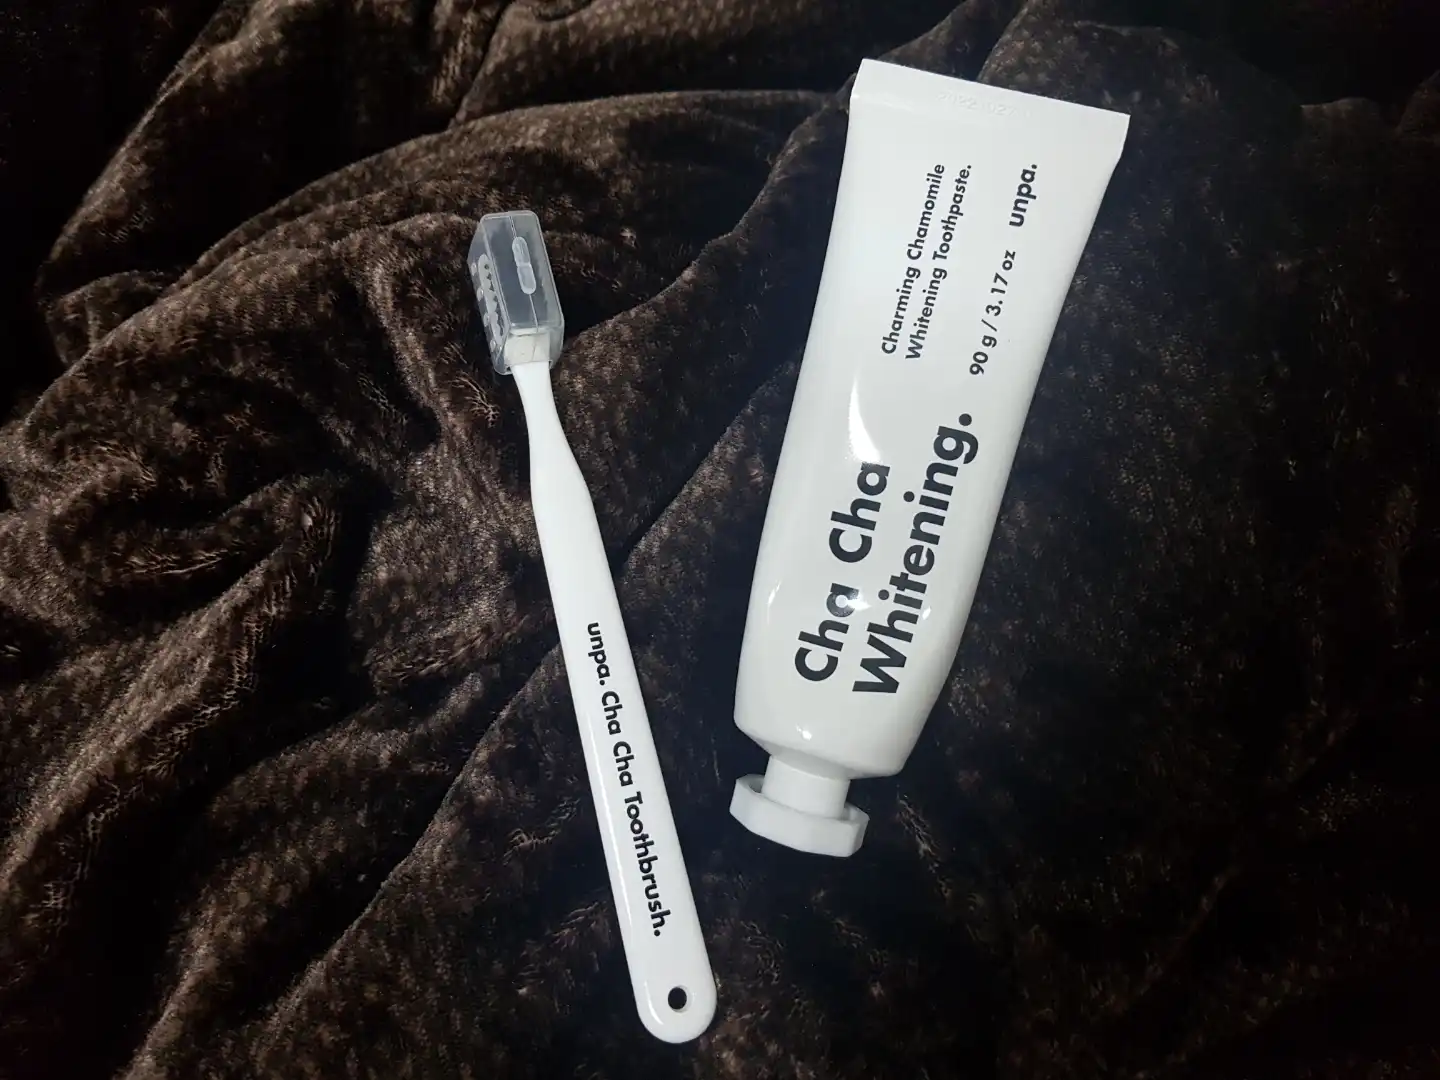 unpa. Cha Cha Toothbrush.
Cha Cha
Whitening.
Charming Chamomile
Whitening Toothpaste.
90 g / 3.17 oz
unpa.